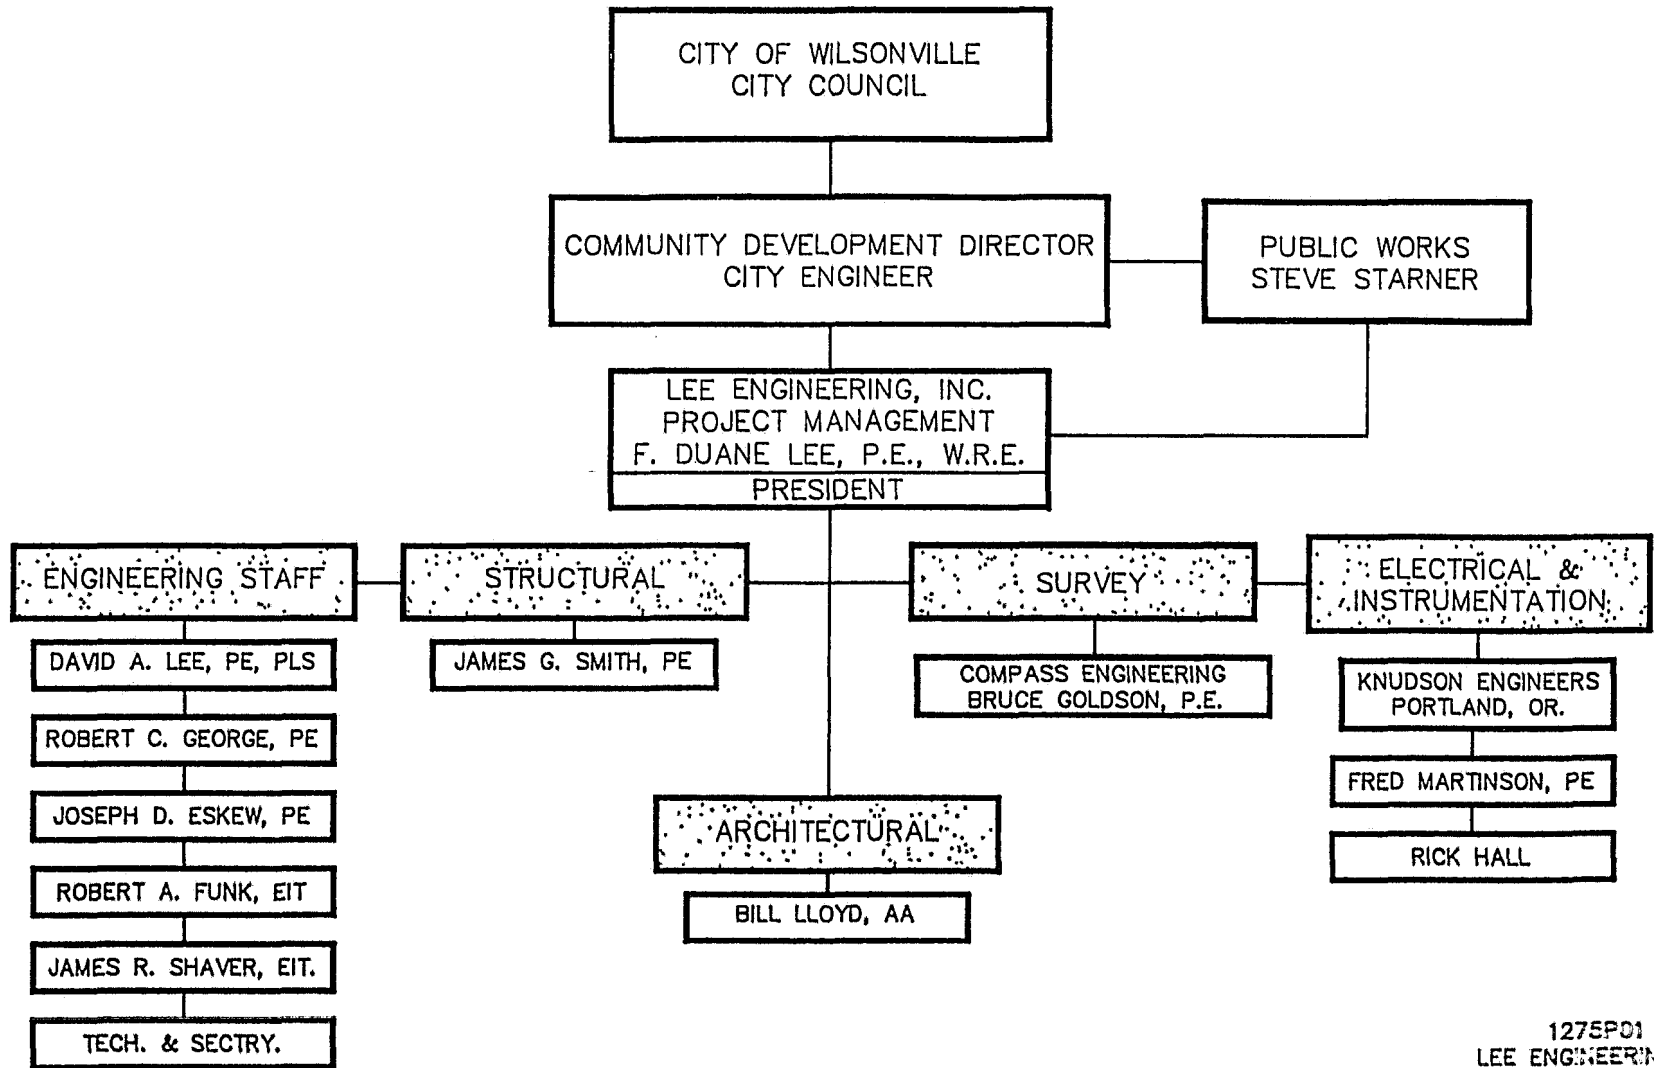 CITY OF WILSONVILLE
CITY COUNCIL
COMMUNITY DEVELOPMENT DIRECTOR
CITY ENGINEER
PUBLIC WORKS
STEVE STARNER
LEE ENGINEERING, INC.
PROJECT MANAGEMENT
F. DUANE LEE, P.E., W.R.E.
PRESIDENT
ENGINEERING STAFF
DAVID A. LEE, PE, PLS
ROBERT C. GEORGE, PE
JOSEPH D. ESKEW, PE
ROBERT A. FUNK, EIT
JAMES R. SHAVER, EIT.
TECH. & SECTRY.
STRUCTURAL
JAMES G. SMITH, PE
ARCHITECTURAL
BILL LLOYD, AA
SURVEY
COMPASS ENGINEERING
BRUCE GOLDSON, P.E.
ELECTRICAL &
INSTRUMENTATION
KNUDSON ENGINEERS
PORTLAND, OR.
FRED MARTINSON, PE
RICK HALL
1275P01
LEE ENGINEERIN